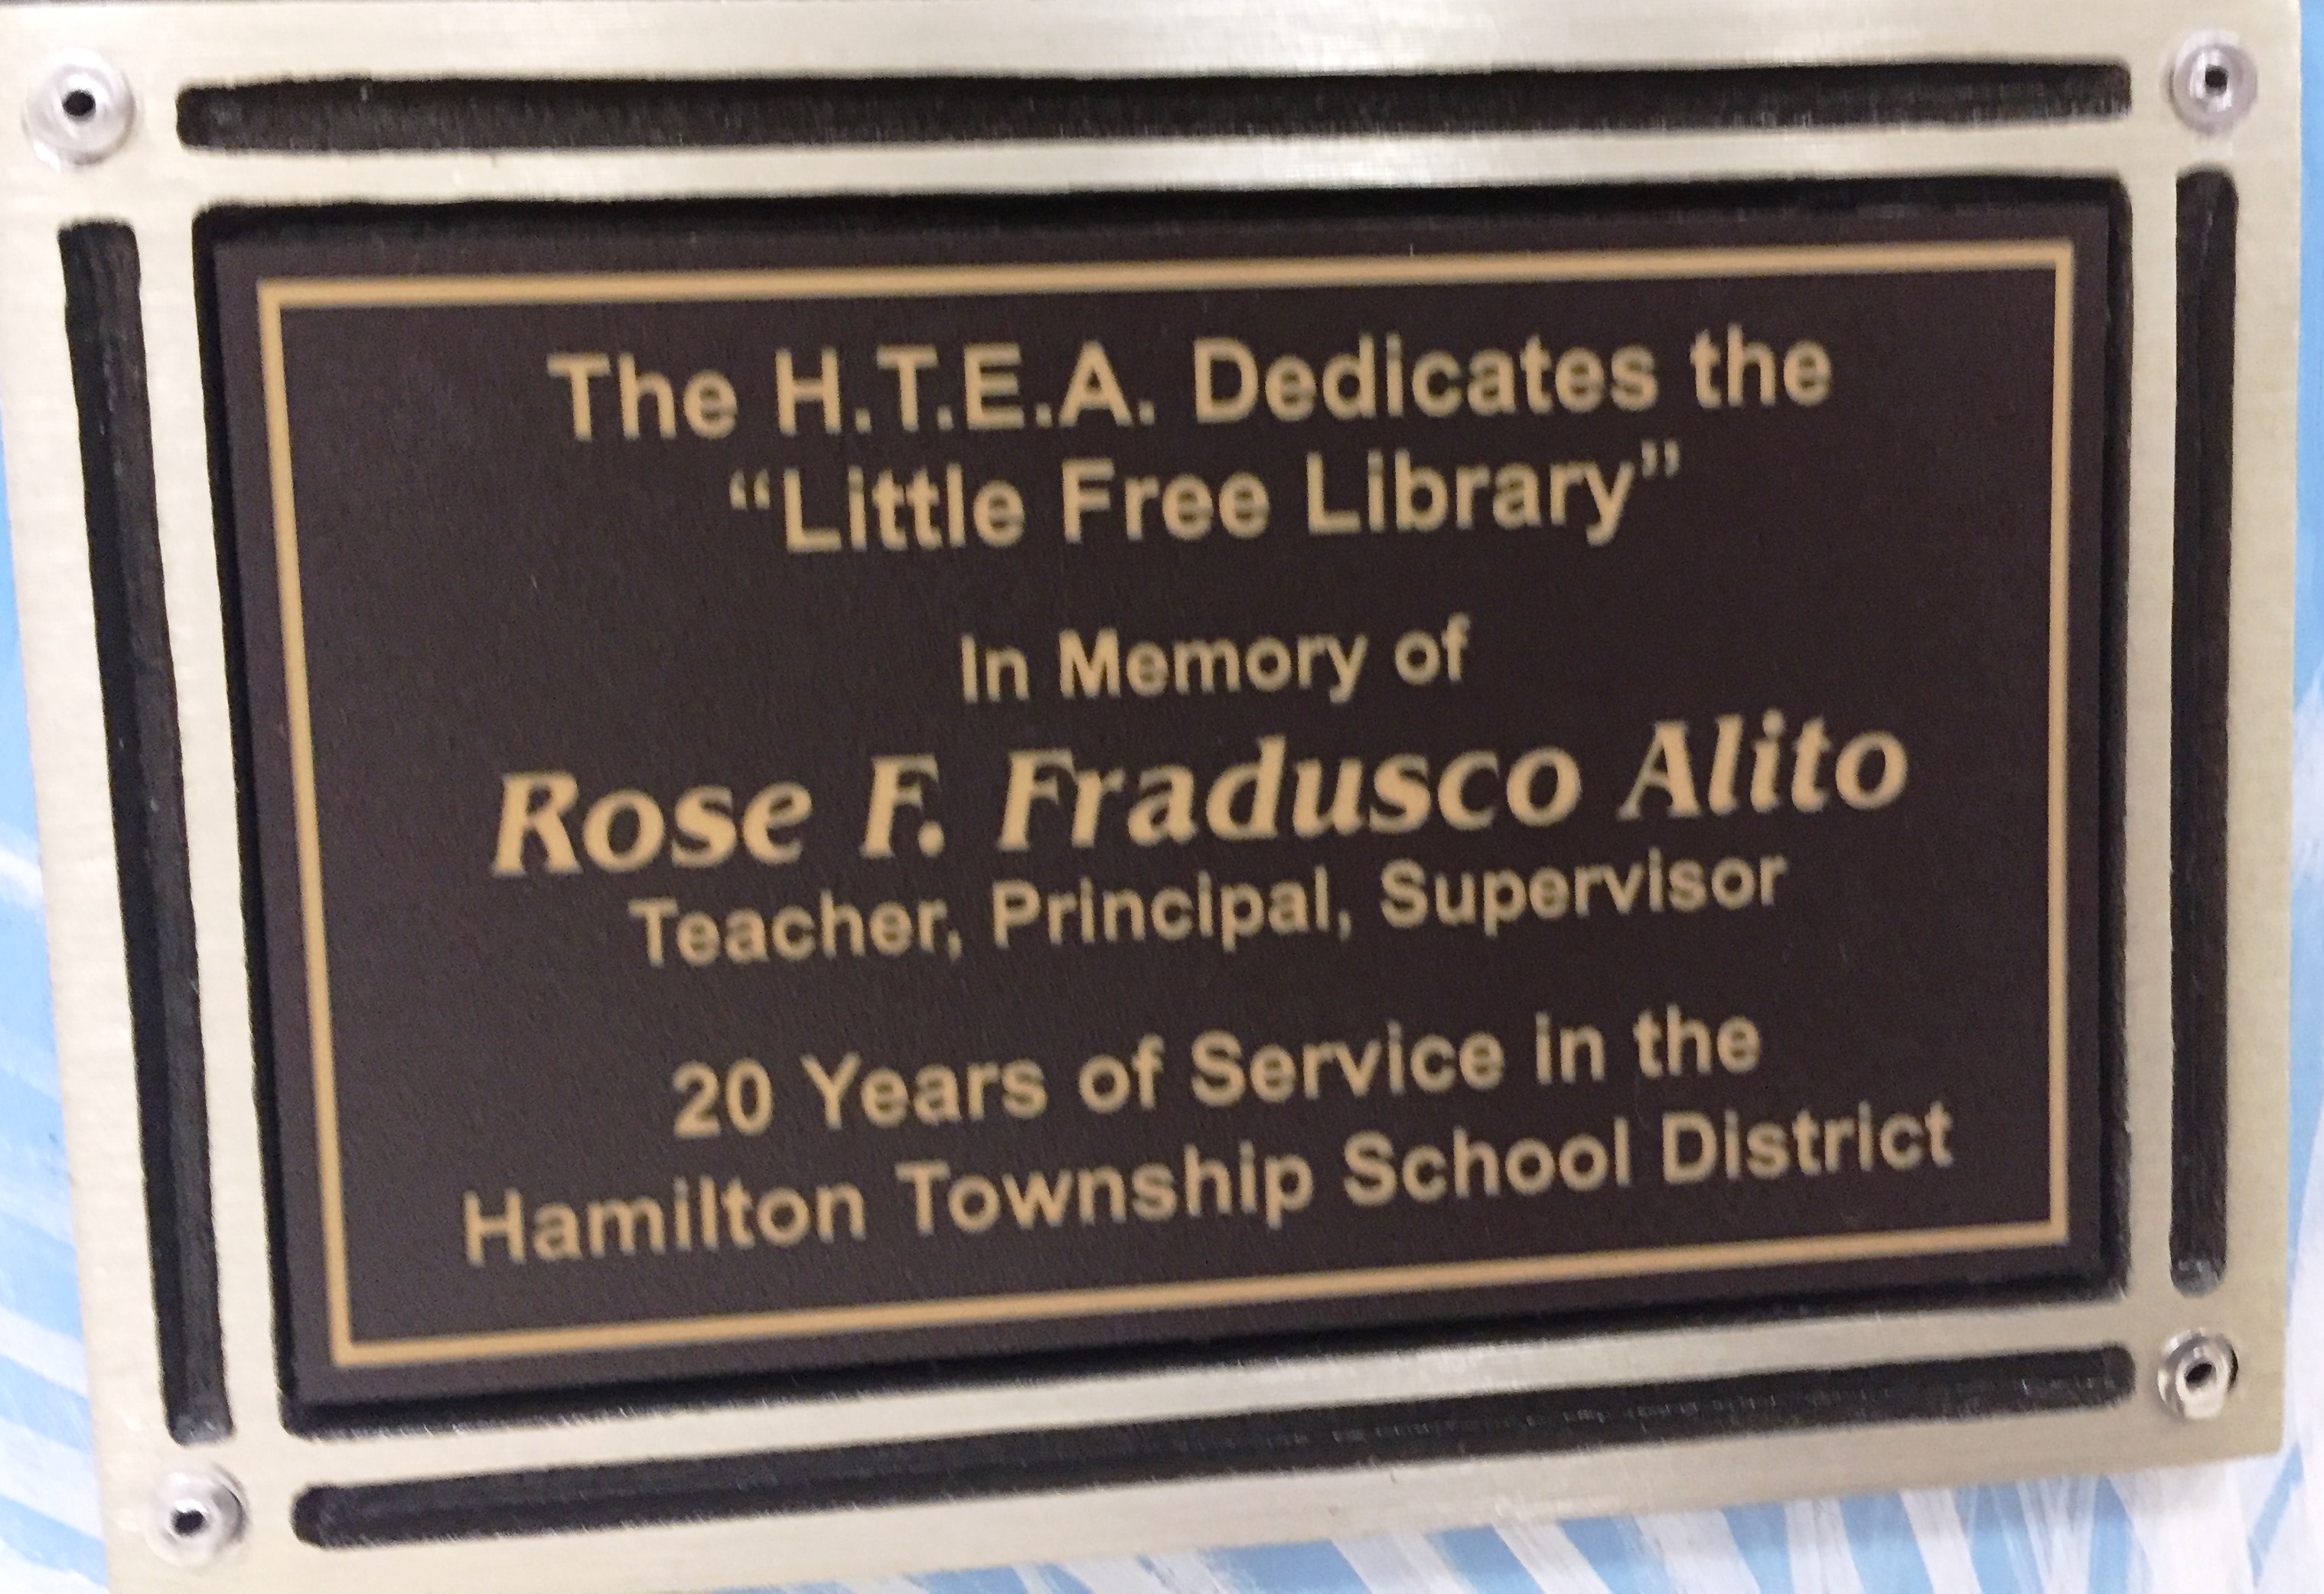 The H.T.E.A. Dedicates the
“Little Free Library”
In Memory of
Rose F. Fradusco Alito
Teacher, Principal, Supervisor
20 Years of Service in the
Hamilton Township School District